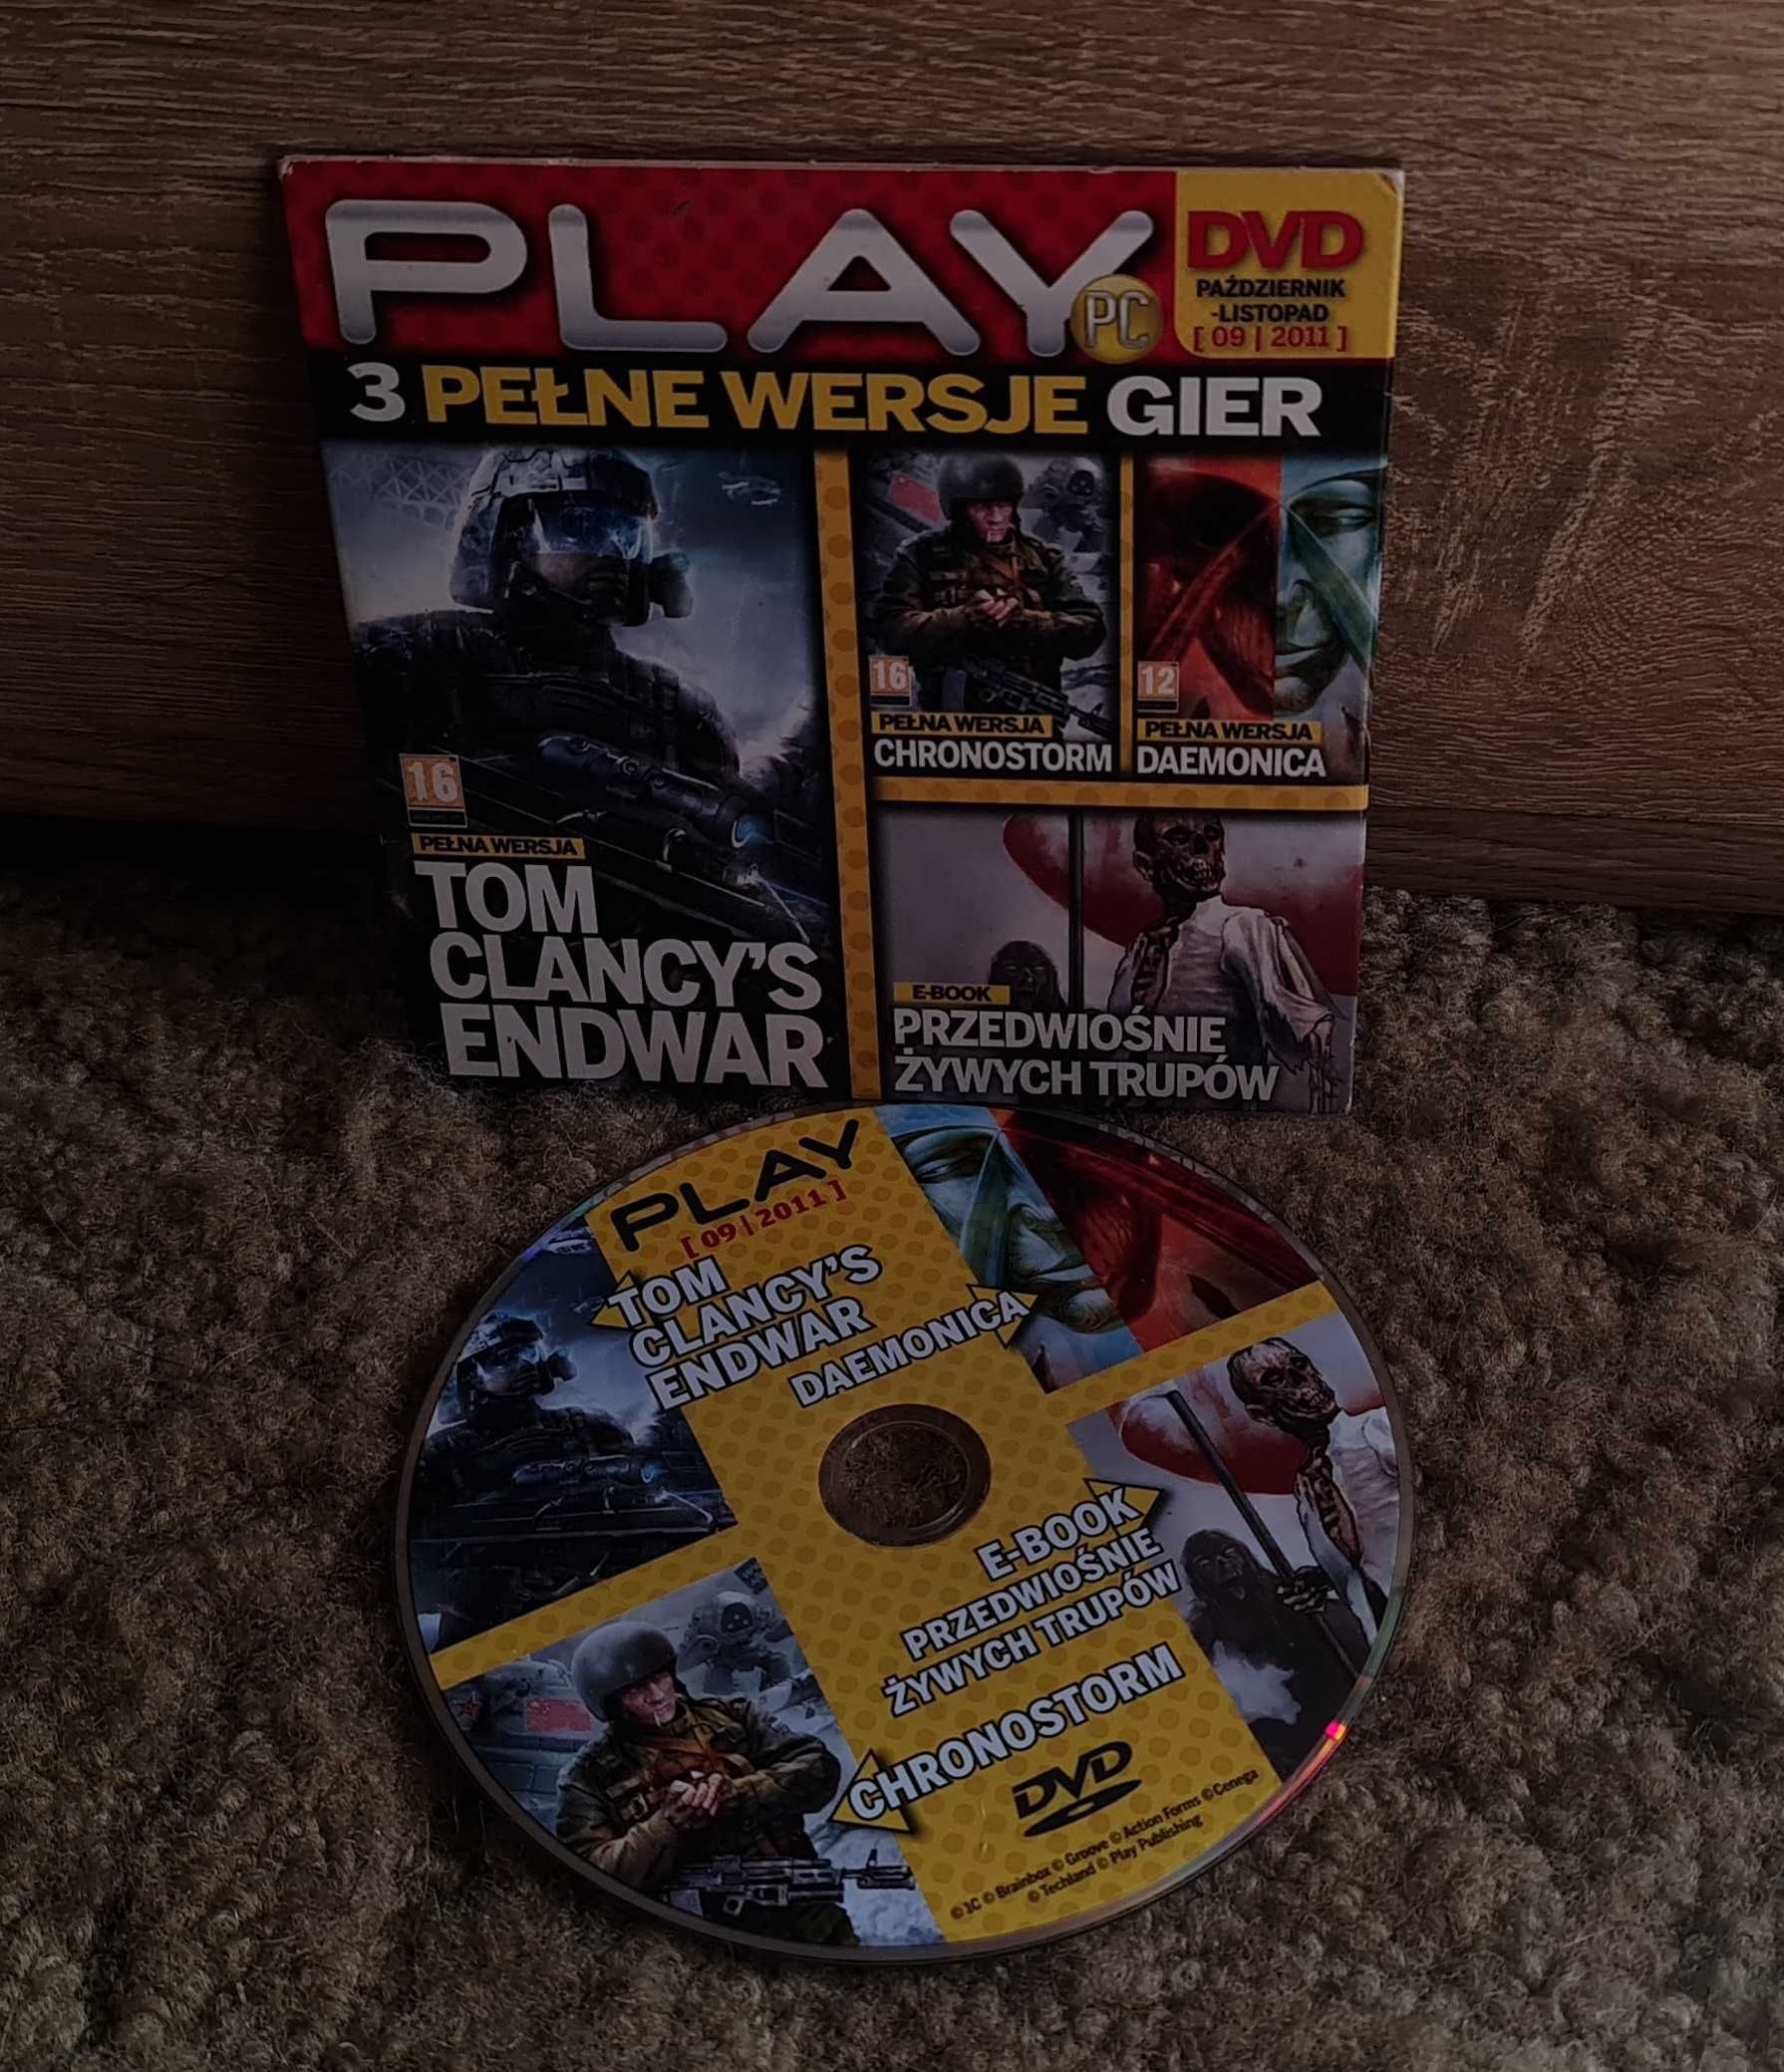 PLAY
PC
DVD
PAŹDZIERNIK
-LISTOPAD
[ 09 | 2011 ]
3 PEŁNE WERSJE GIER
16
PEŁNA WERSJA
TOM
CLANCY'S
ENDWAR
16
PEŁNA WERSJA
CHRONOSTORM
12
PEŁNA WERSJA
DAEMONICA
E-BOOK
PRZEDWIOŚNIE
ŻYWYCH TRUPÓW
PLAY
[ 09 | 2011 ]
TOM
CLANCY'S
ENDWAR
DAEMONICA
E-BOOK
PRZEDWIOŚNIE
ŻYWYCH TRUPÓW
CHRONOSTORM
DVD
© 1C © Brainbox © Groove © Action Forms © Cenega
© Techland © Play Publishing